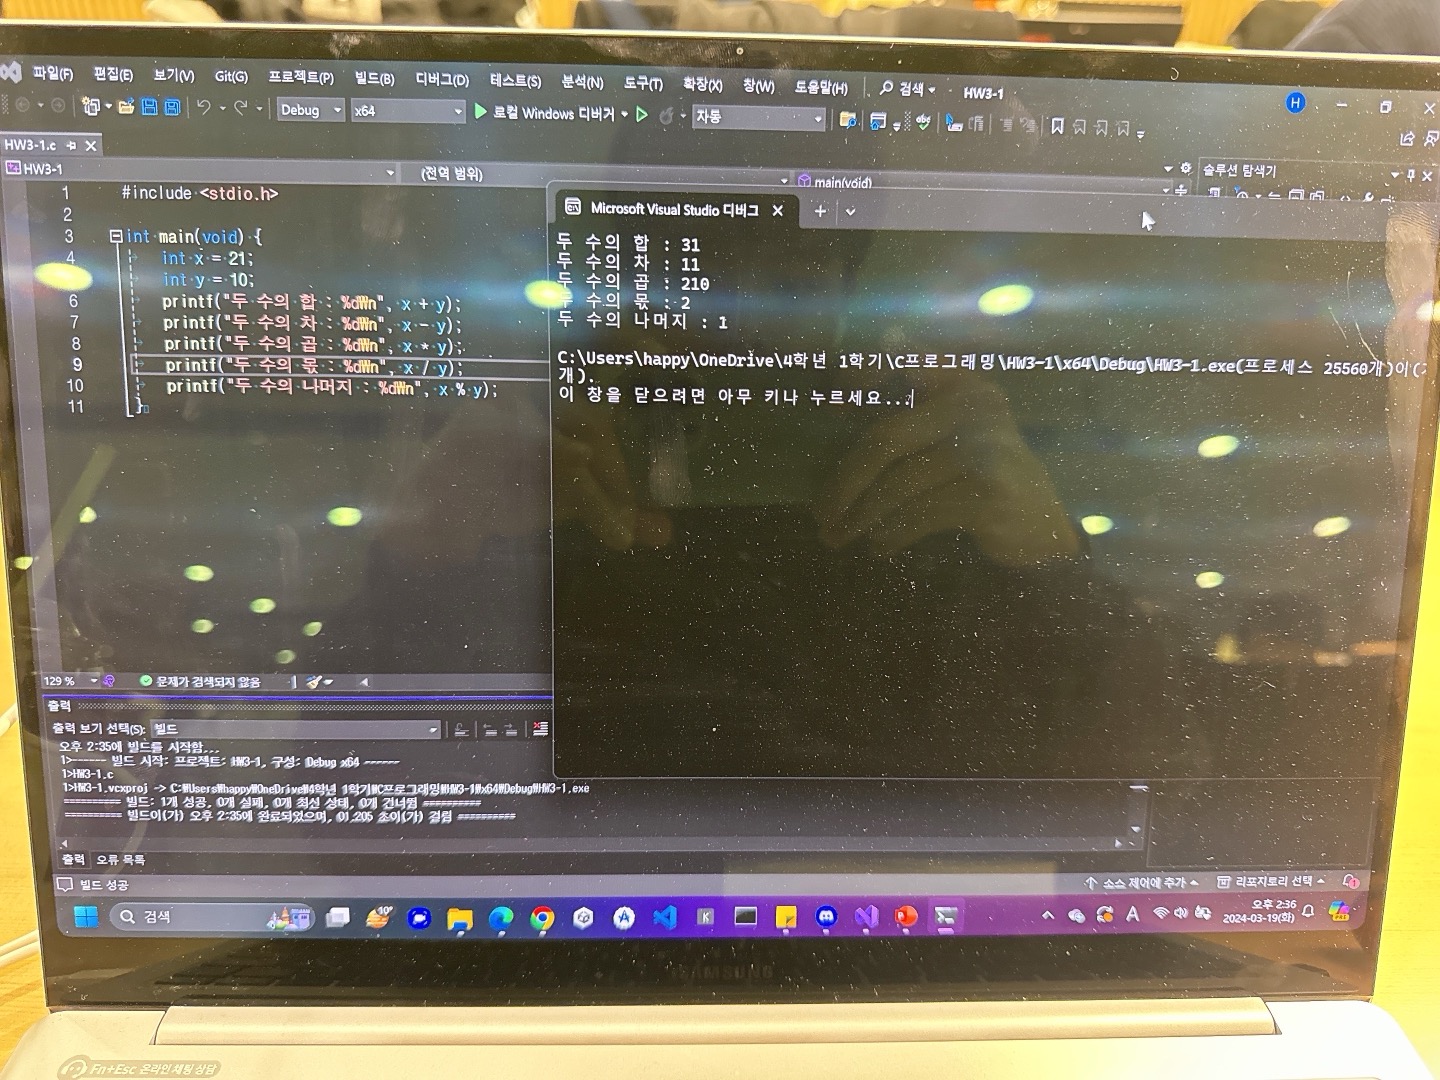 파일(F) 편집(E) 보기(V) Git(G) 프로젝트(P) 빌드(B) 디버그(D) 테스트(S) 분석(N) 도구(T) 확장(X) 창(W) 도움말(H) 검색 HW3-1 H
Debug x64 로컬 Windows 디버거 자동
HW3-1.c
HW3-1 (전역 범위) main(void) 솔루션 탐색기
1 #include <stdio.h>
2
3 int main(void) {
4 int x = 21;
int y = 10;
6 printf("두 수의 합 : %d₩n", x + y);
7 printf("두 수의 차 : %d₩n", x - y);
8 printf("두 수의 곱 : %d₩n", x * y);
9 printf("두 수의 몫 : %d₩n", x / y);
10 printf("두 수의 나머지 : %d₩n", x % y);
11 }
Microsoft Visual Studio 디버그
두 수의 합 : 31
두 수의 차 : 11
두 수의 곱 : 210
두 수의 몫 : 2
두 수의 나머지 : 1
C:\Users\happy\OneDrive\4학년 1학기\C프로그래밍\HW3-1\x64\Debug\HW3-1.exe(프로세스 25560개)이(
개).
이 창을 닫으려면 아무 키나 누르세요...
129 % 문제가 검색되지 않음
출력
출력 보기 선택(S): 빌드
오후 2:35에 빌드를 시작함...
1>------ 빌드 시작: 프로젝트: HW3-1, 구성: Debug x64 ------
1>HW3-1.c
1>HW3-1.vcxproj -> C:₩Users₩happy₩OneDrive₩4학년 1학기₩C프로그래밍₩HW3-1₩x64₩Debug₩HW3-1.exe
========== 빌드: 1개 성공, 0개 실패, 0개 최신 상태, 0개 건너뜀 ==========
========== 빌드이(가) 오후 2:35에 완료되었으며, 01.205 초이(가) 걸림 ==========
출력 오류 목록
빌드 성공 소스 제어에 추가 리포지토리 선택 1
검색 10° K A 오후 2:36
2024-03-19(화)
SAMSUNG
Fn+Esc 온라인 채팅 상담